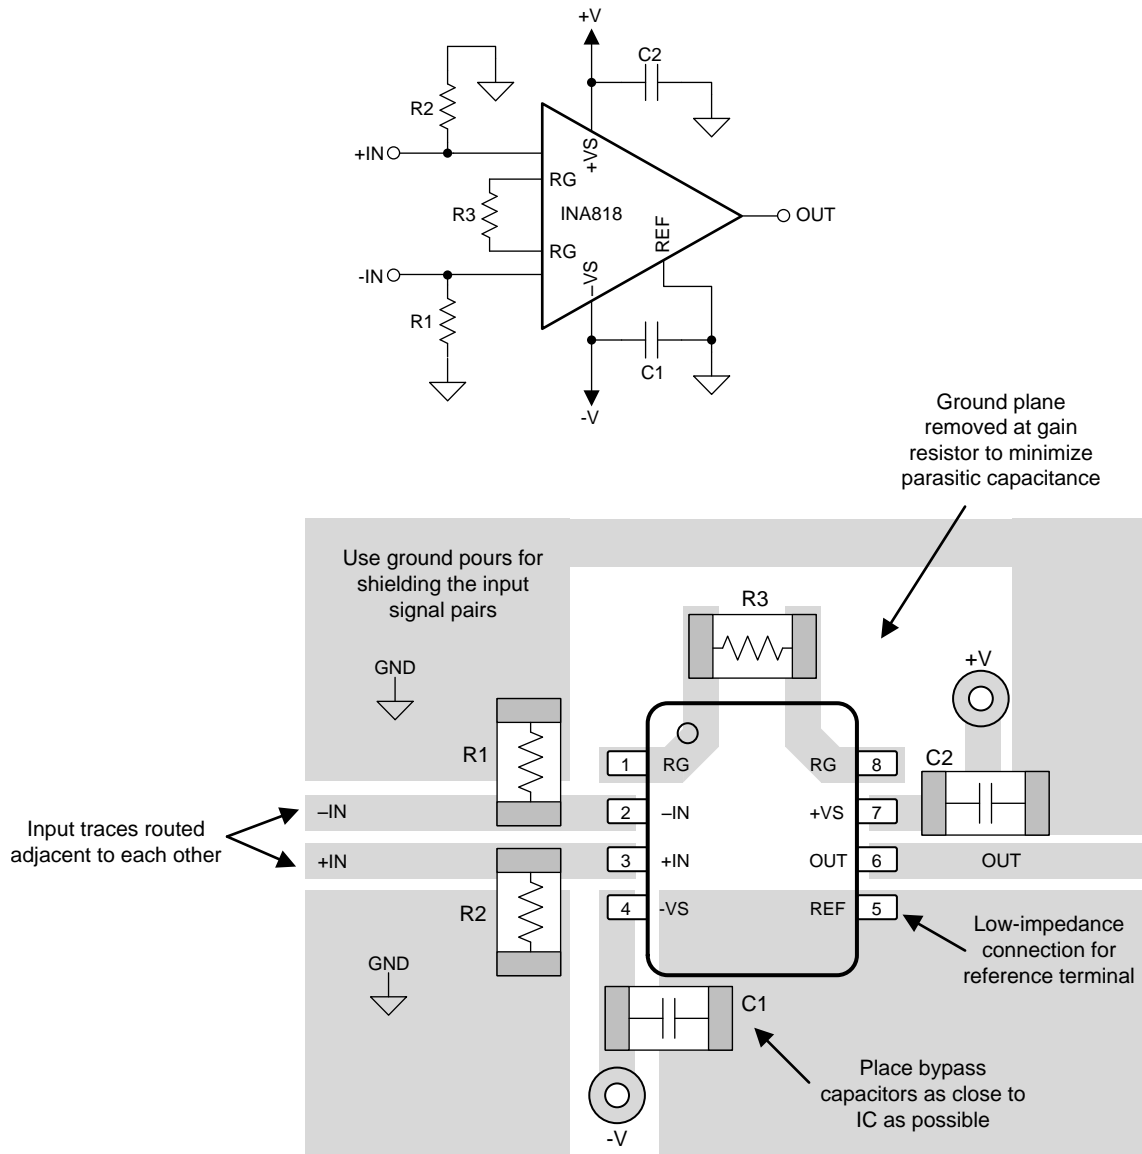 +V
C2
R2
+IN
+VS
RG
R3
INA818
OUT
REF
RG
-IN
–VS
R1
C1
-V
Ground plane
removed at gain
resistor to minimize
parasitic capacitance
Use ground pours for
shielding the input
signal pairs
R3
GND
+V
R1
C2
1
RG
RG
8
–IN
2
–IN
+VS
7
Input traces routed
adjacent to each other
+IN
3
+IN
OUT
6
OUT
R2
4
-VS
REF
5
Low-impedance
connection for
reference terminal
GND
C1
Place bypass
capacitors as close to
IC as possible
-V